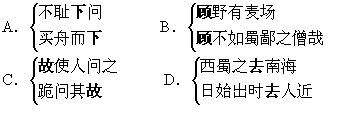 A. 不耻下问 B. 顾野有麦场
买舟而下 顾不如蜀鄙之僧哉
C. 故使人问之 D. 西蜀之去南海
跪问其故 日始出时去人近